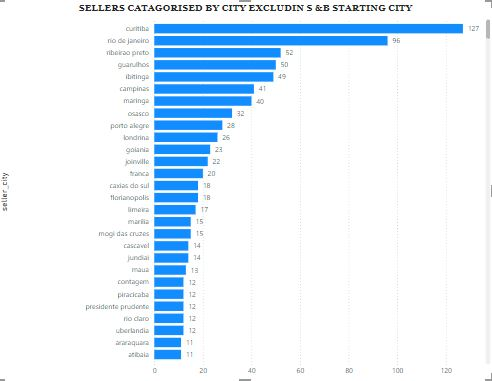 SELLERS CATAGORISED BY CITY EXCLUDIN S &B STARTING CITY
seller_city
curitiba 127
rio de janeiro 96
ribeirao preto 52
guarulhos 50
ibitinga 49
campinas 41
maringa 40
osasco 32
porto alegre 28
londrina 26
goiania 23
joinville 22
franca 20
caxias do sul 18
florianopolis 18
limeira 17
marilia 15
mogi das cruzes 15
cascavel 14
jundiai 14
maua 13
contagem 12
piracicaba 12
presidente prudente 12
rio claro 12
uberlandia 12
araraquara 11
atibaia 11
0 20 40 60 80 100 120